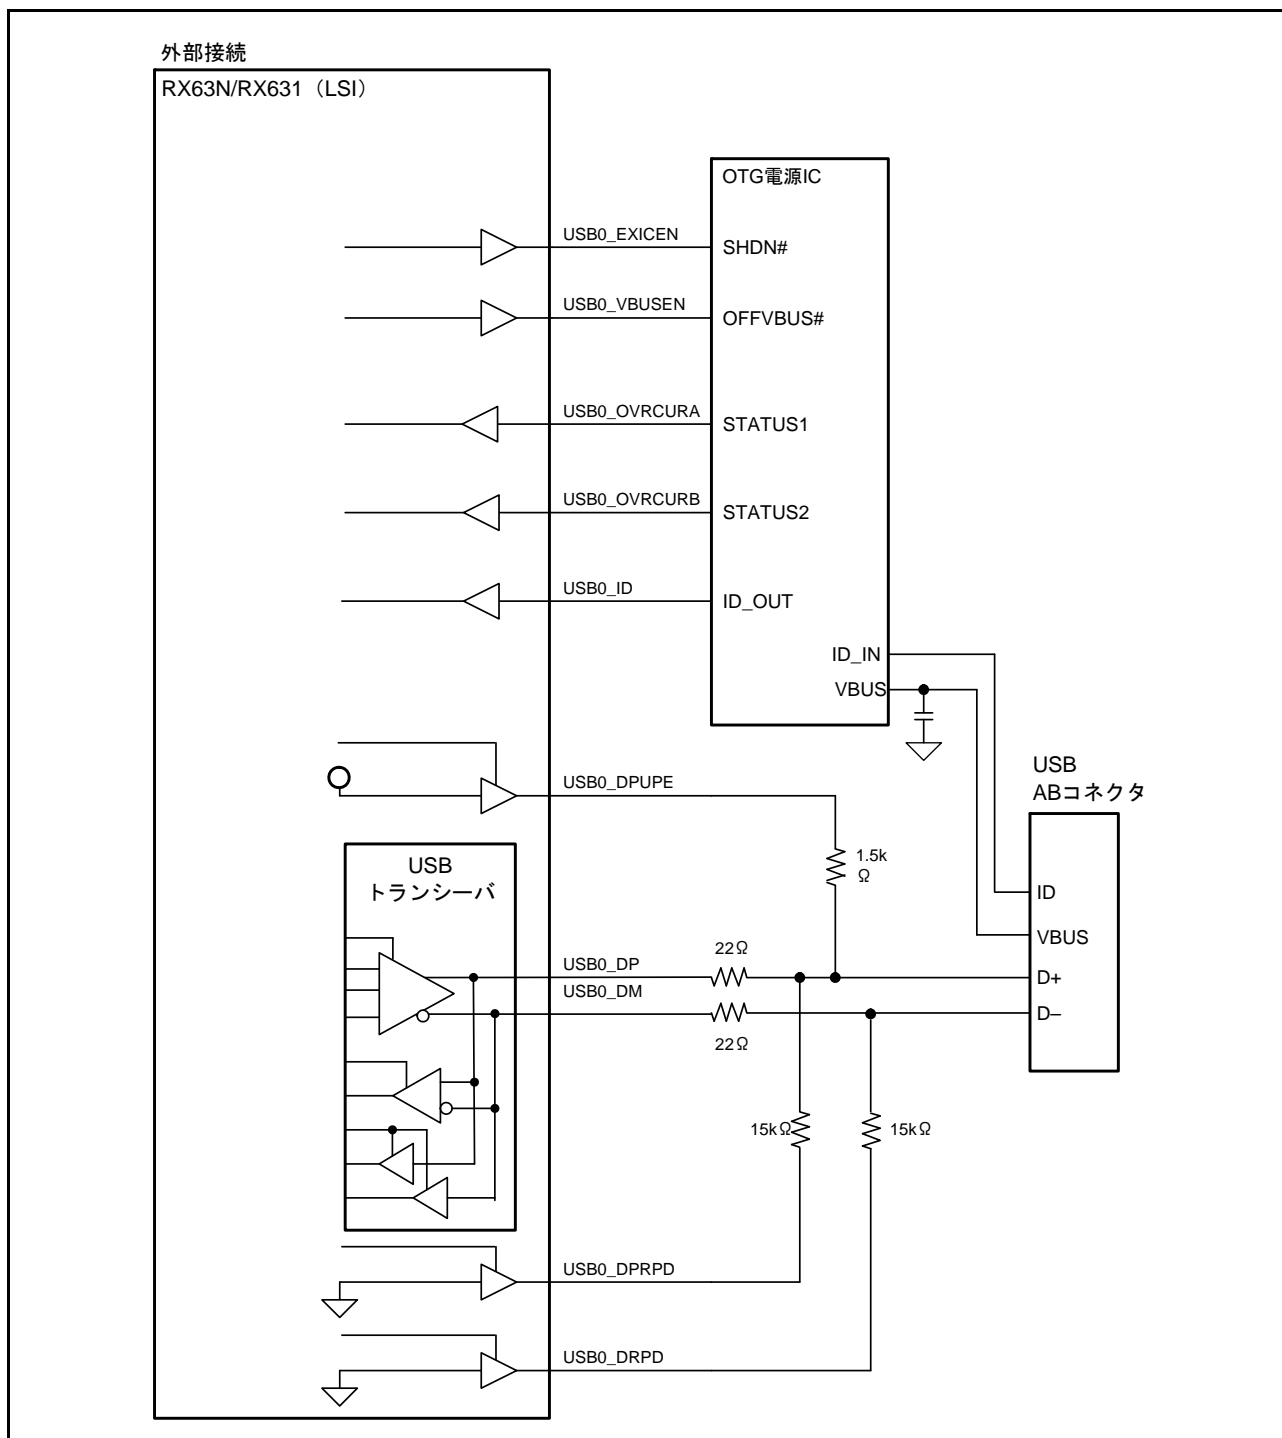 外部接続
RX63N/RX631（LSI）
OTG電源IC
USB0_EXICEN
SHDN#
USB0_VBUSEN
OFFVBUS#
USB0_OVRCURA
STATUS1
USB0_OVRCURB
STATUS2
USB0_ID
ID_OUT
ID_IN
VBUS
USB
ABコネクタ
USB0_DPUPE
1.5k
Ω
USB
トランシーバ
ID
VBUS
22Ω
USB0_DP
D+
USB0_DM
D–
22Ω
15kΩ
15kΩ
USB0_DPRPD
USB0_DRPD